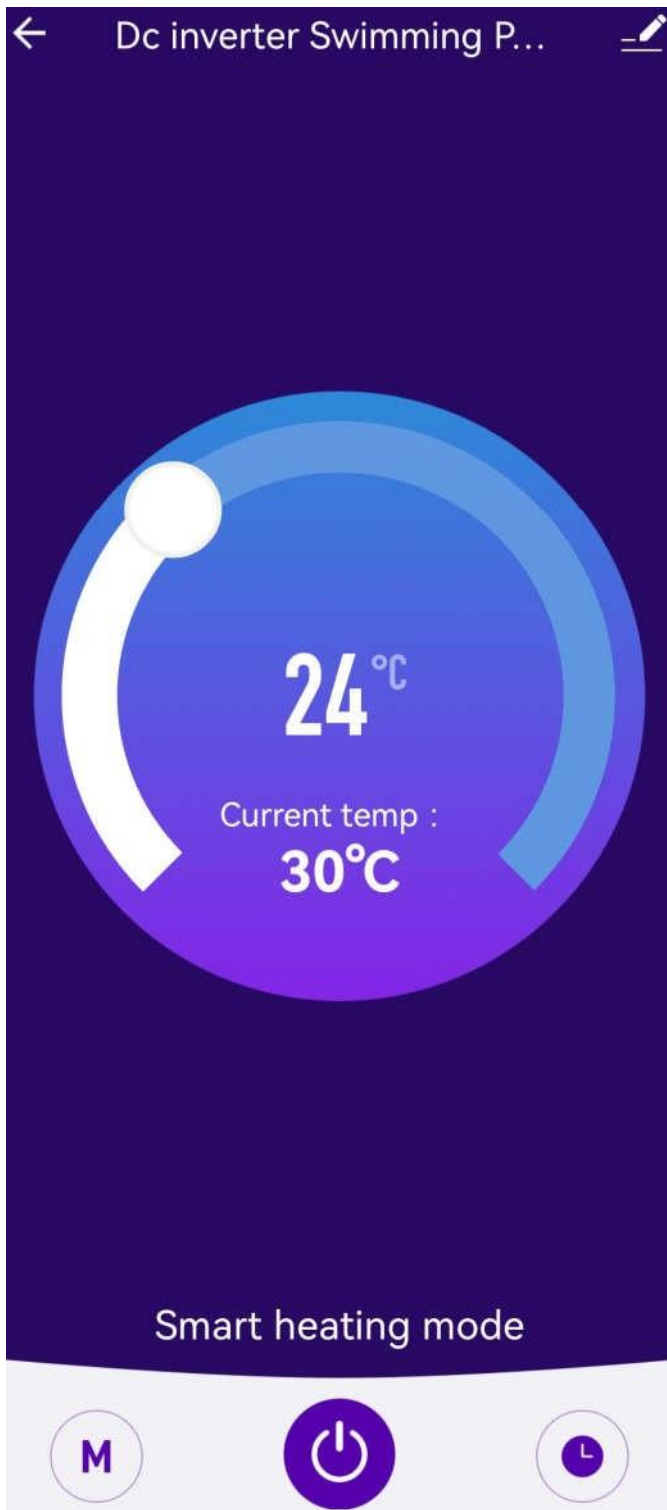 Dc inverter Swimming P...
24 °C
Current temp :
30°C
Smart heating mode
M